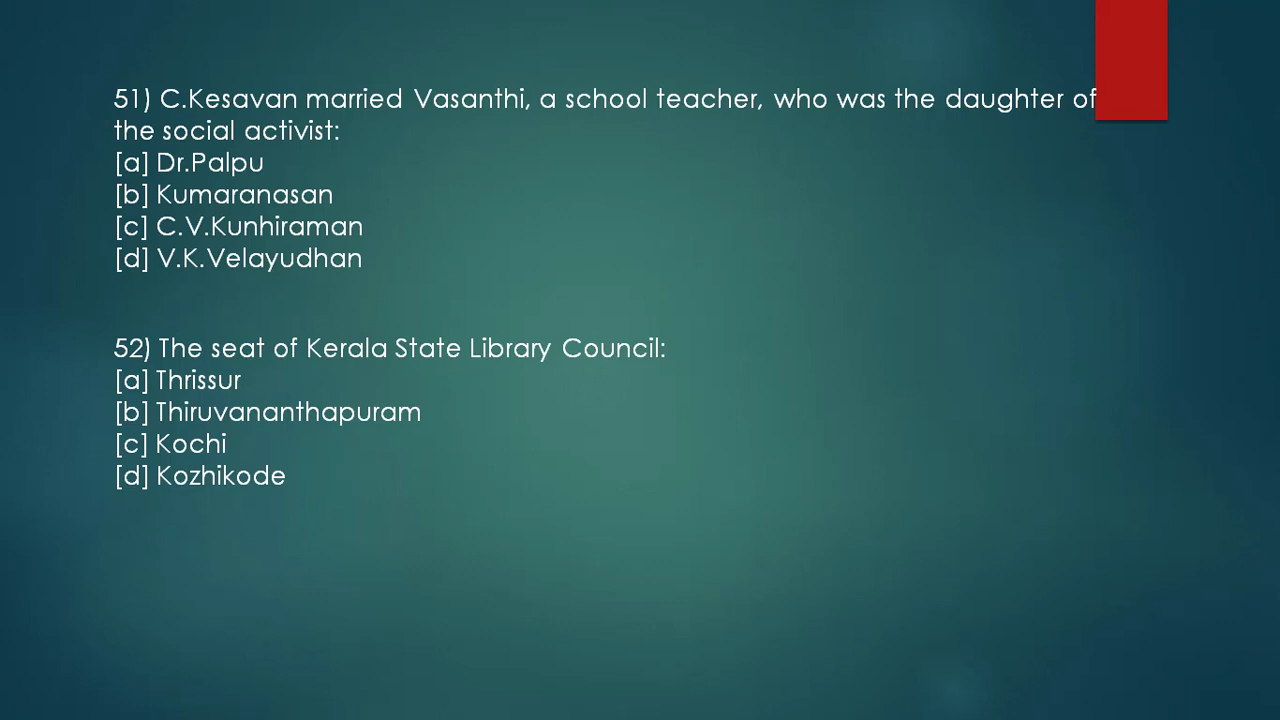 51) C.Kesavan married Vasanthi, a school teacher, who was the daughter of
the social activist:
[a] Dr.Palpu
[b] Kumaranasan
[c] C.V.Kunhiraman
[d] V.K.Velayudhan
52) The seat of Kerala State Library Council:
[a] Thrissur
[b] Thiruvananthapuram
[c] Kochi
[d] Kozhikode